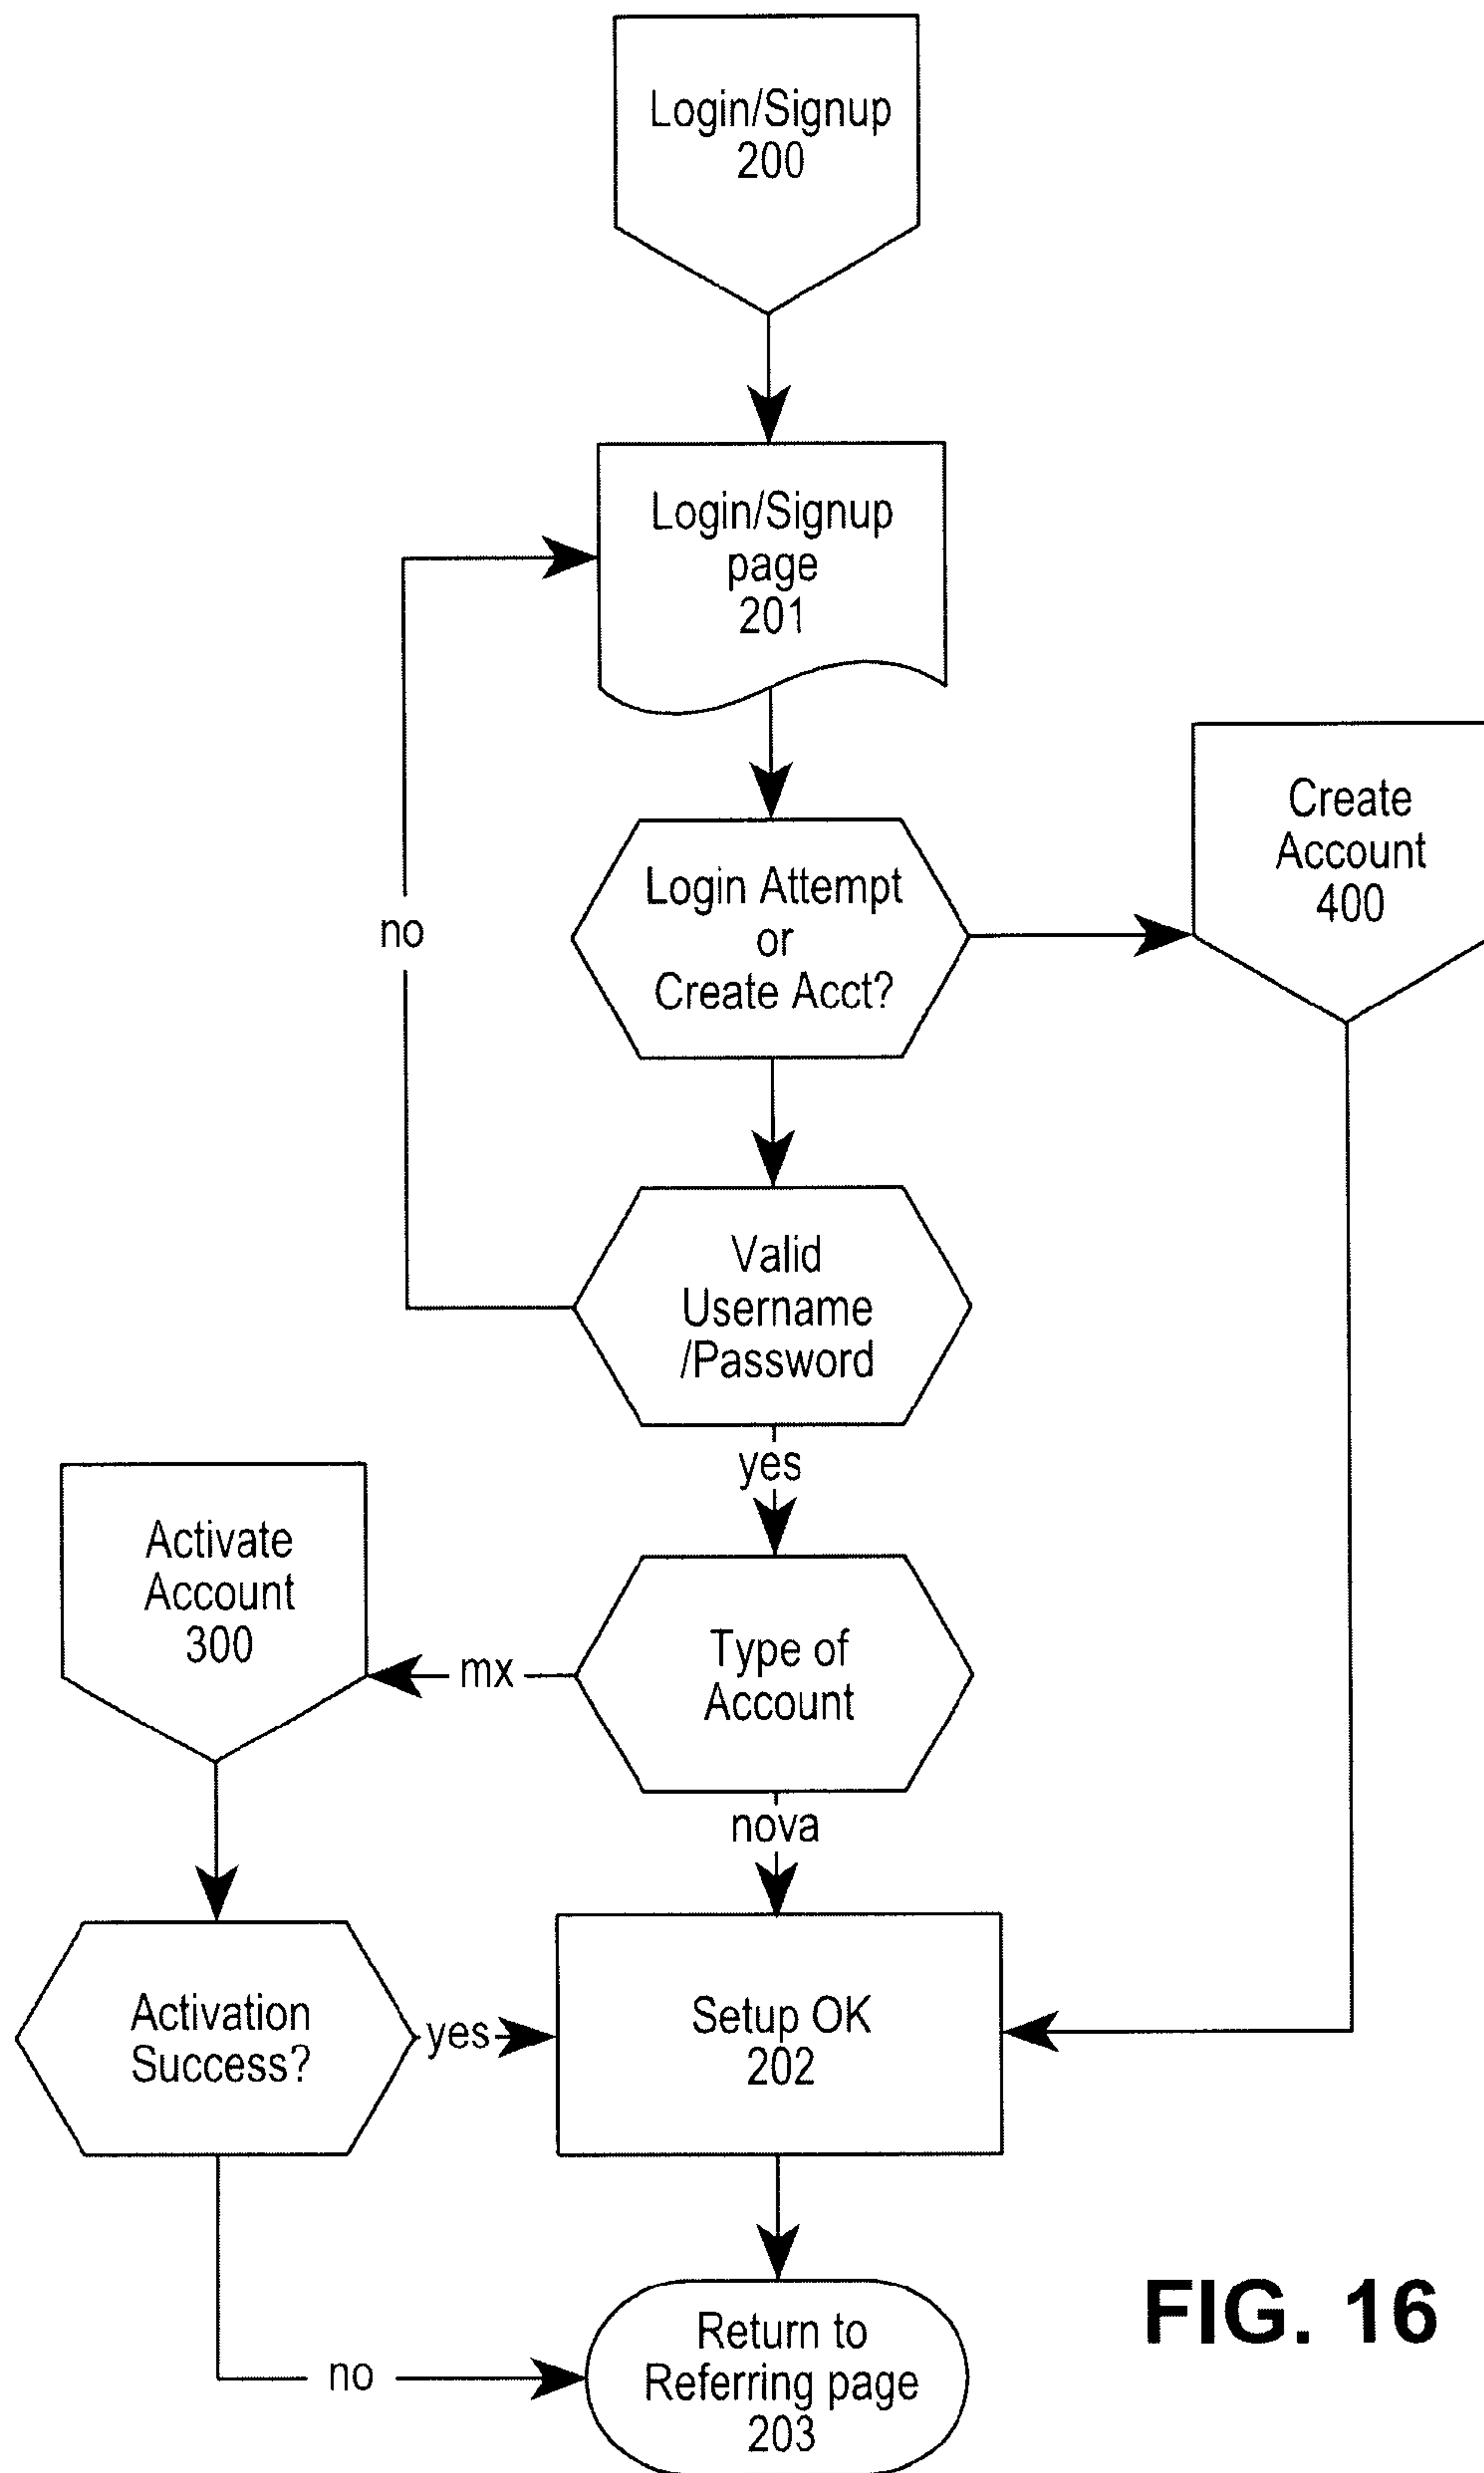 Login/Signup
200
Login/Signup
page
201
Create
Account
400
Login Attempt
or
Create Acct?
no
Valid
Username
/Password
yes
Activate
Account
300
mx
Type of
Account
nova
Activation
Success?
yes
Setup OK
202
no
Return to
Referring page
203
FIG. 16